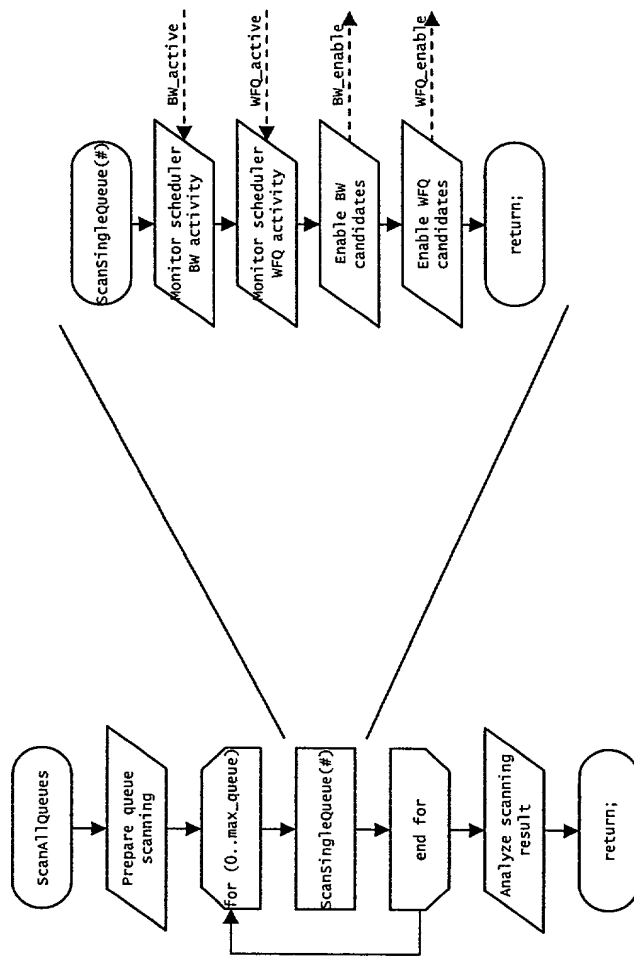 ScanAllQueues
Prepare queue
scanning
for (0..max_queue)
ScanSingleQueue(#)
end for
Analyze scanning
result
return;
ScanSingleQueue(#)
Monitor scheduler
BW activity
BW_active
Monitor scheduler
WFQ activity
WFQ_active
Enable BW
candidates
BW_enable
Enable WFQ
candidates
WFQ_enable
return;